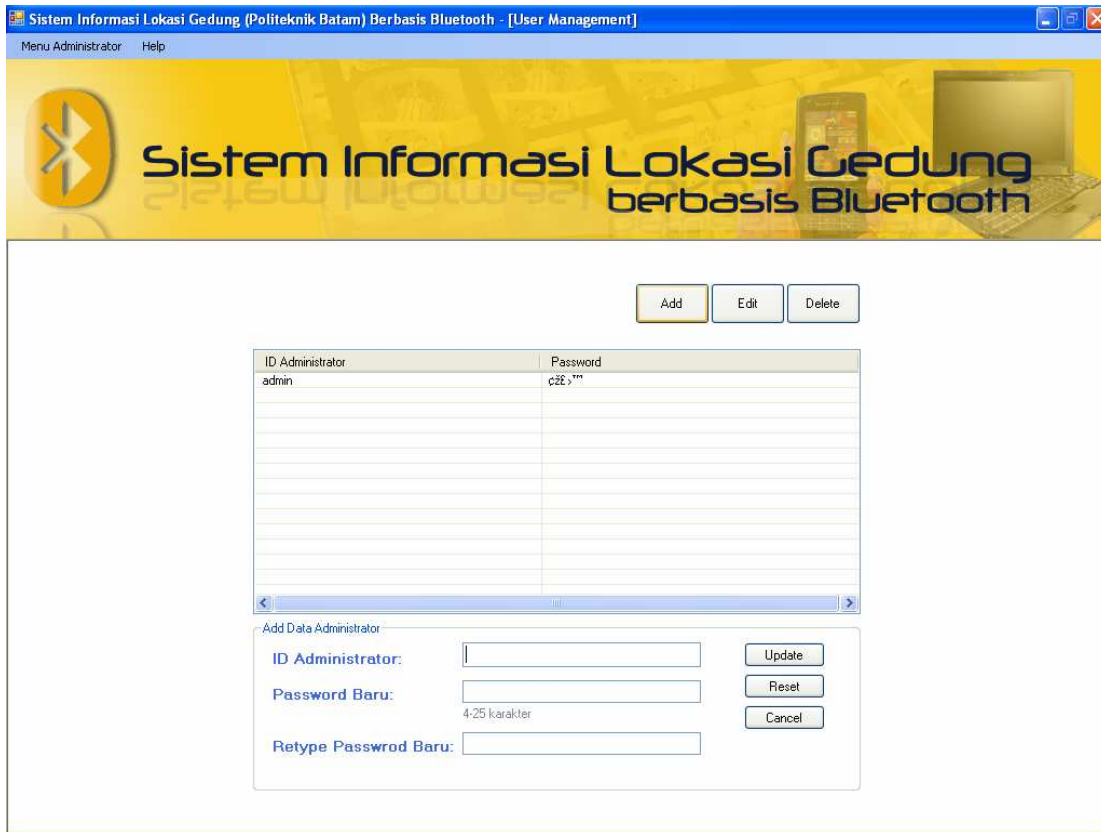 Sistem Informasi Lokasi Gedung (Politeknik Batam) Berbasis Bluetooth - [User Management]
Menu Administrator Help
Sistem Informasi Lokasi Gedung
berbasis Bluetooth
Add Edit Delete
ID Administrator Password
admin ¢ž£›™
Add Data Administrator
ID Administrator: Update
Password Baru: Reset
4-25 karakter Cancel
Retype Passwrod Baru: